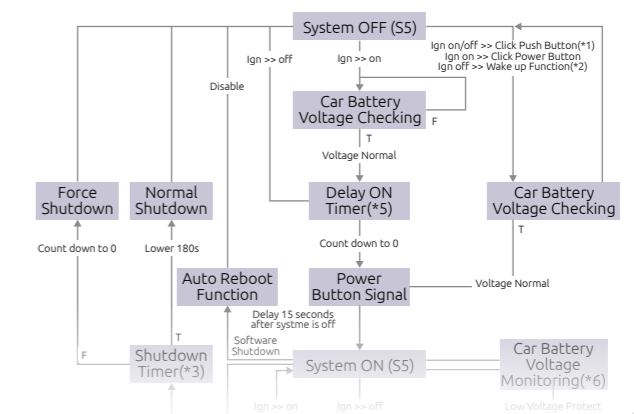 System OFF (S5)
Ign on/off >> Click Push Button(*1)
Ign on >> Click Power Button
Ign off >> Wake up Function(*2)
Ign >> off
Ign >> on
Disable
Car Battery
Voltage Checking
F
T
Voltage Normal
Force
Shutdown
Normal
Shutdown
Delay ON
Timer(*5)
Car Battery
Voltage Checking
T
Count down to 0
Lower 180s
Count down to 0
Auto Reboot
Function
Power
Button Signal
Voltage Normal
Delay 15 seconds
after systme is off
T
Software
Shutdown
F
Shutdown
Timer(*3)
System ON (S5)
Car Battery
Voltage
Monitoring(*6)
Ign >> on
Ign >> off
Low Voltage Protect